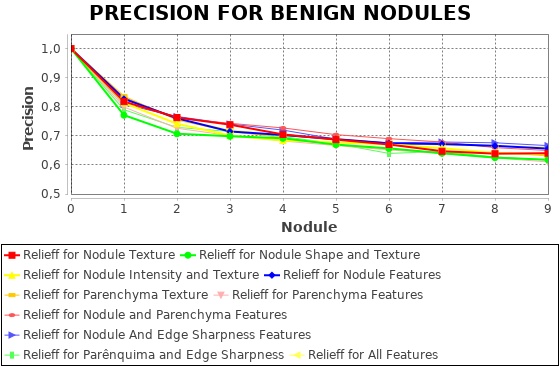 PRECISION FOR BENIGN NODULES
1,0
0,9
0,8
0,7
0,6
0,5
Precision
0 1 2 3 4 5 6 7 8 9
Nodule
Relieff for Nodule Texture Relieff for Nodule Shape and Texture
Relieff for Nodule Intensity and Texture Relieff for Nodule Features
Relieff for Parenchyma Texture Relieff for Parenchyma Features
Relieff for Nodule and Parenchyma Features
Relieff for Nodule And Edge Sharpness Features
Relieff for Parênquima and Edge Sharpness Relieff for All Features